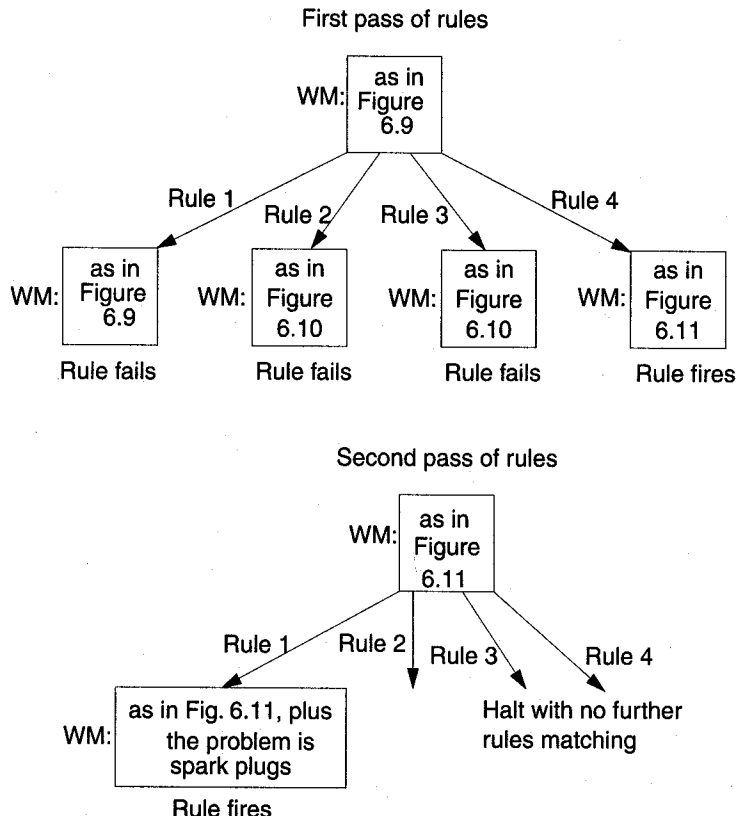 First pass of rules
WM:
as in
Figure
6.9
Rule 1
Rule 2
Rule 3
Rule 4
WM:
as in
Figure
6.9
Rule fails
WM:
as in
Figure
6.10
Rule fails
WM:
as in
Figure
6.10
Rule fails
WM:
as in
Figure
6.11
Rule fires
Second pass of rules
WM:
as in
Figure
6.11
Rule 1
Rule 2
Rule 3
Rule 4
WM:
as in Fig. 6.11, plus
the problem is
spark plugs
Rule fires
Halt with no further
rules matching